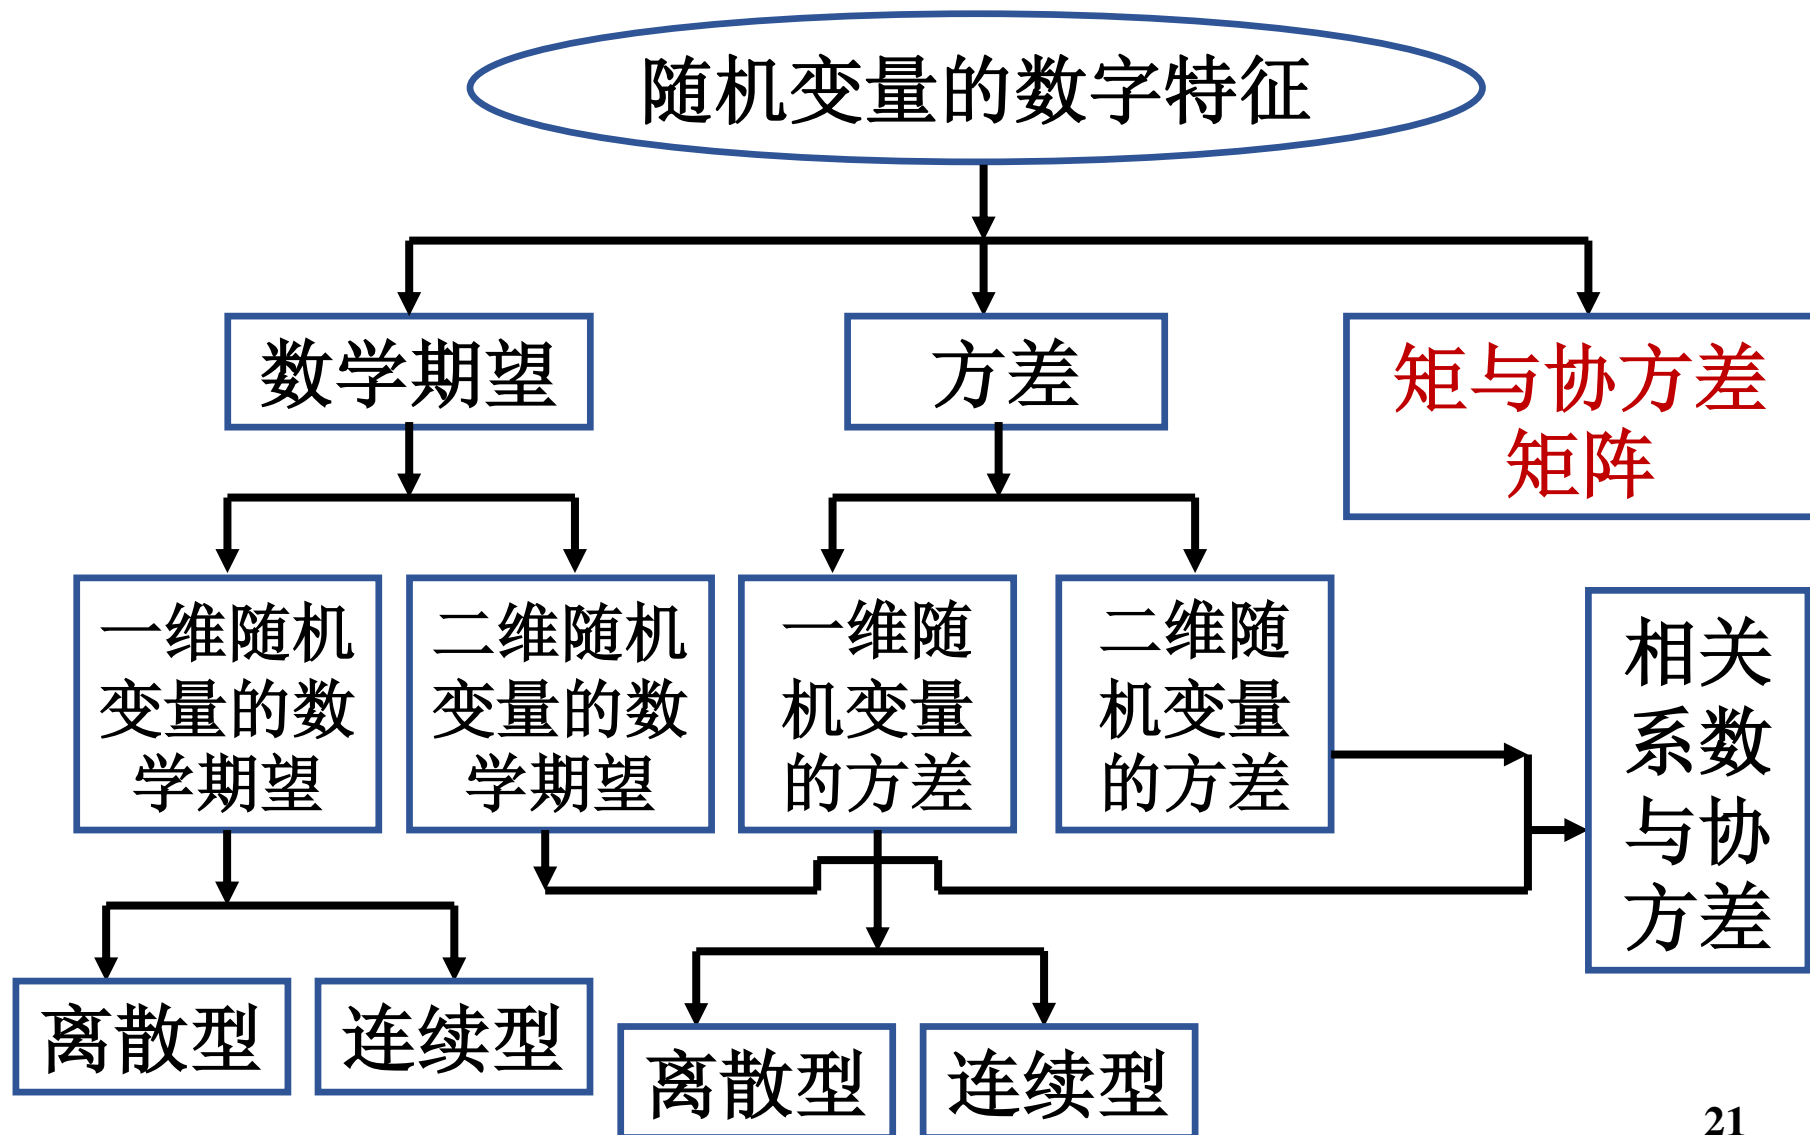 随机变量的数字特征
数学期望
方差
矩与协方差
矩阵
一维随机
变量的数
学期望
二维随机
变量的数
学期望
一维随
机变量
的方差
二维随
机变量
的方差
相关
系数
与协
方差
离散型
连续型
离散型
连续型
21